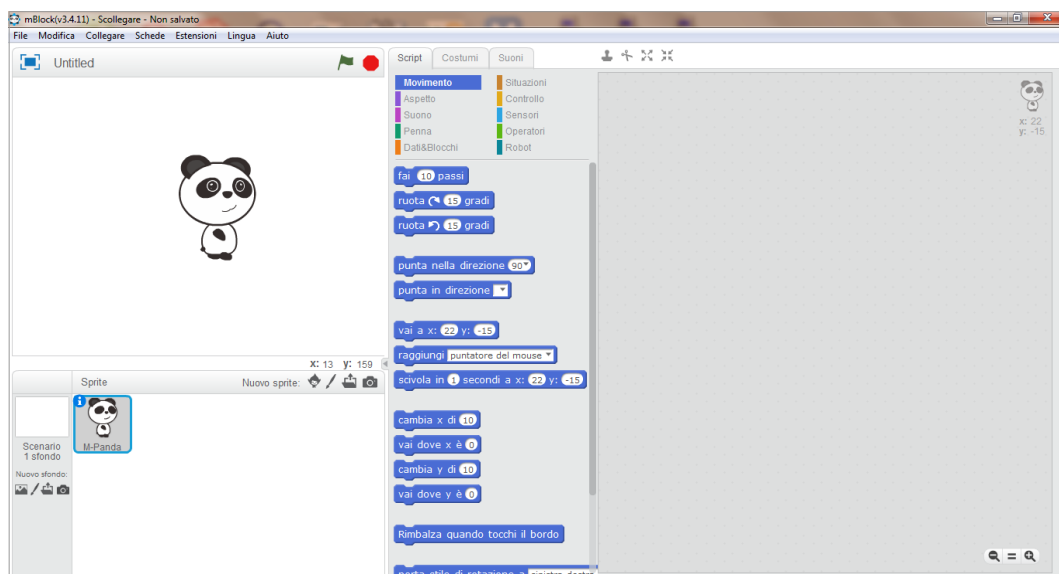 mBlock(v3.4.11) - Scollegare - Non salvato
File Modifica Collegare Schede Estensioni Lingua Aiuto
Untitled
X: 13 y: 159
Sprite
Nuovo sprite:
Scenario
1 sfondo
Nuovo sfondo:
M-Panda
Script Costumi Suoni
Movimento Situazioni
Aspetto Controllo
Suono Sensori
Penna Operatori
Dati&Blocchi Robot
fai 10 passi
ruota 15 gradi
ruota 15 gradi
punta nella direzione 90
punta in direzione
vai a x: 22 y: -15
raggiungi puntatore del mouse
scivola in 1 secondi a x: 22 y: -15
cambia x di 10
vai dove x è 0
cambia y di 10
vai dove y è 0
Rimbalza quando tocchi il bordo
x: 22
y: -15